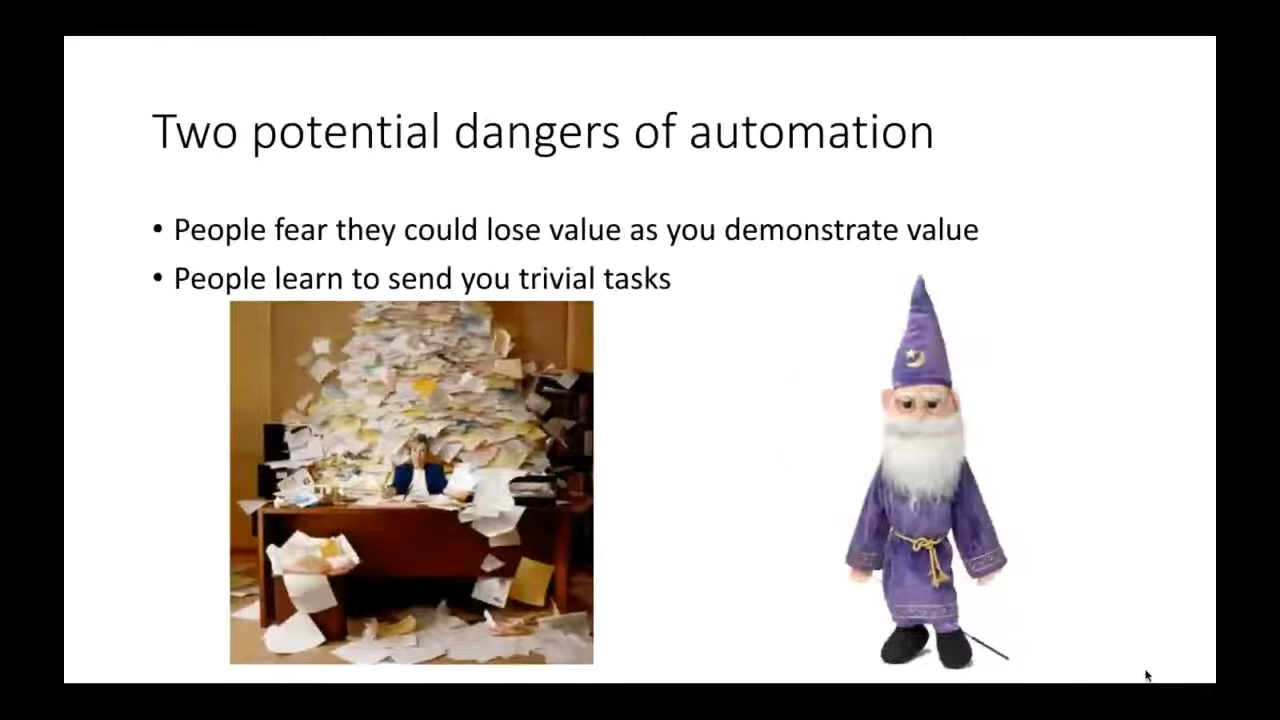 Two potential dangers of automation
• People fear they could lose value as you demonstrate value
• People learn to send you trivial tasks